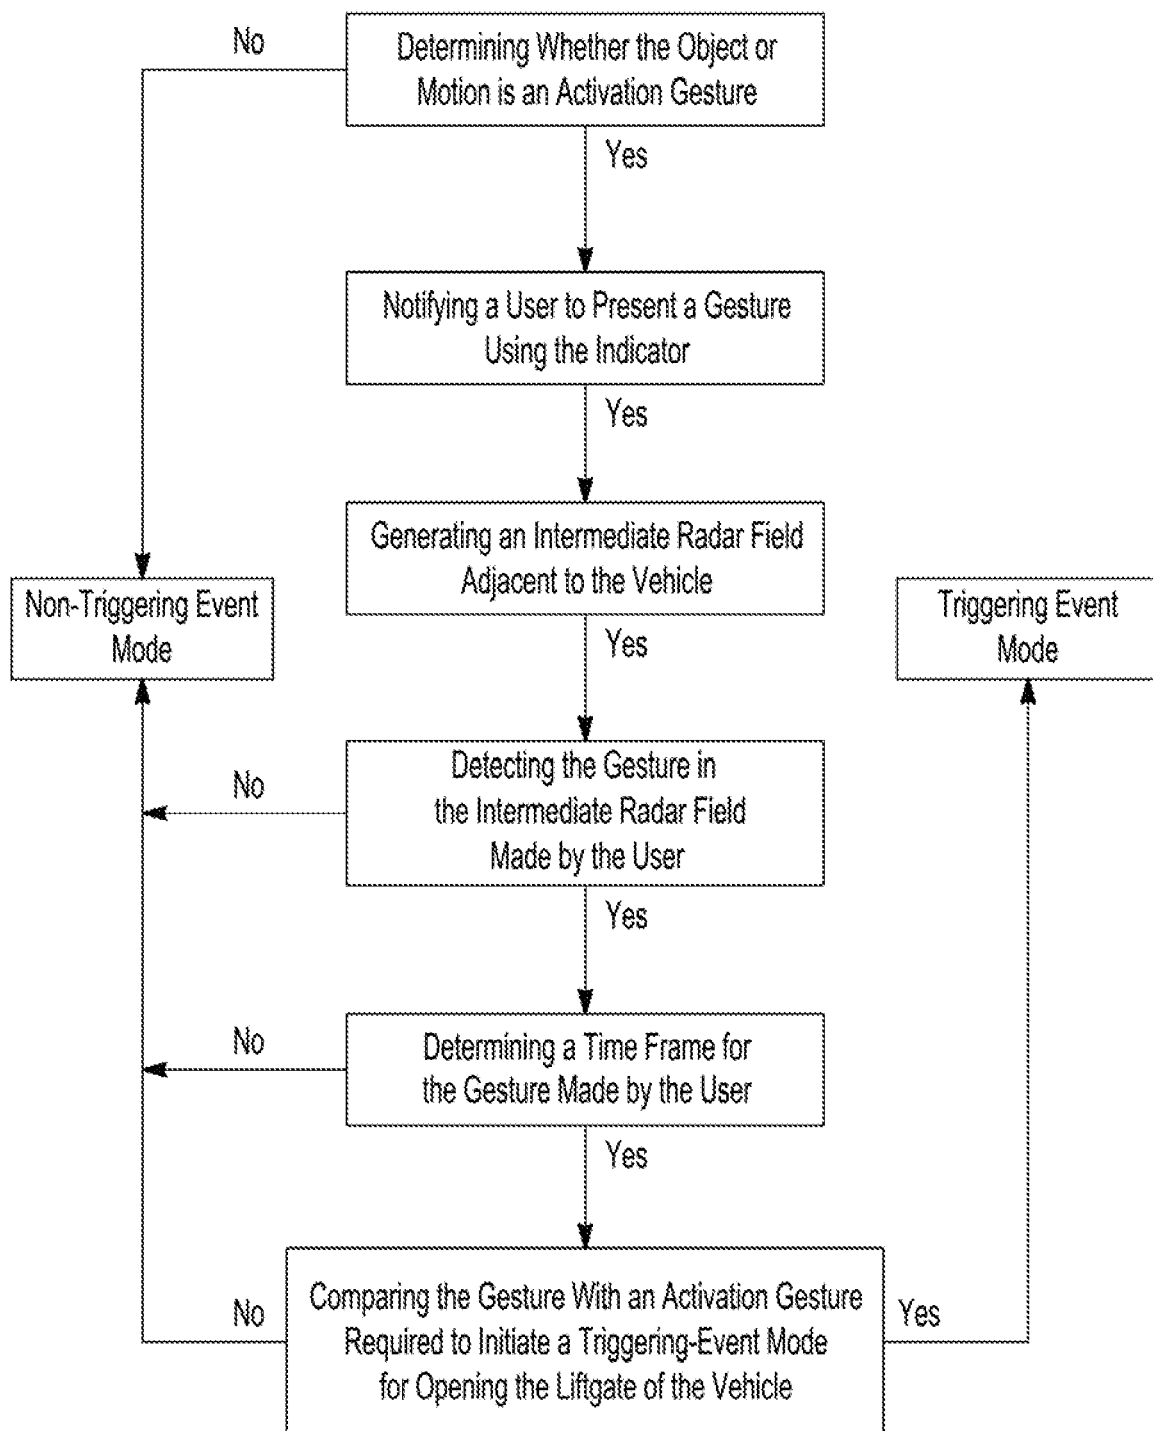 No
Determining Whether the Object or
Motion is an Activation Gesture
Yes
Notifying a User to Present a Gesture
Using the Indicator
Yes
Generating an Intermediate Radar Field
Adjacent to the Vehicle
Non-Triggering Event
Mode
Triggering Event
Mode
Yes
Detecting the Gesture in
the Intermediate Radar Field
Made by the User
No
Yes
No
Determining a Time Frame for
the Gesture Made by the User
Yes
No
Comparing the Gesture With an Activation Gesture
Required to Initiate a Triggering-Event Mode
for Opening the Liftgate of the Vehicle
Yes